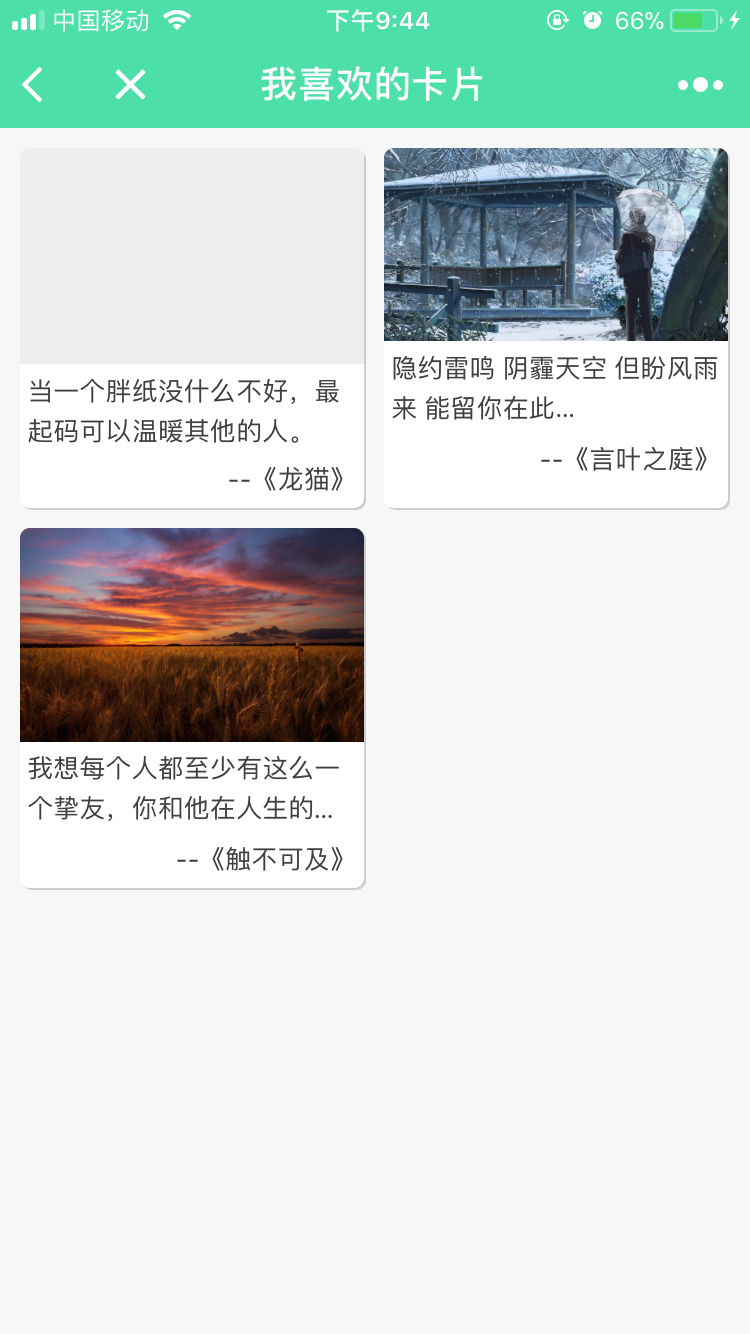 中国移动 下午9:44 66%
我喜欢的卡片
当一个胖纸没什么不好，最
起码可以温暖其他的人。
--《龙猫》
隐约雷鸣 阴霾天空 但盼风雨
来 能留你在此...
--《言叶之庭》
我想每个人都至少有这么一
个挚友，你和他在人生的...
--《触不可及》